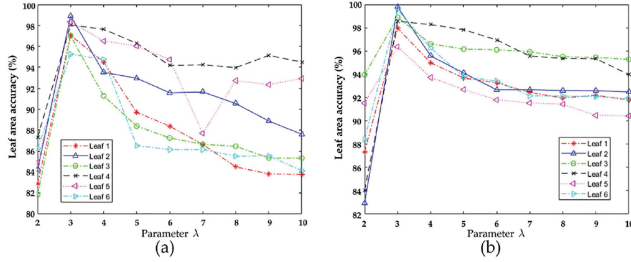 100
98
96
94
92
90
88
86
84
82
80
Leaf area accuracy (%)
Leaf 1
Leaf 2
Leaf 3
Leaf 4
Leaf 5
Leaf 6
2 3 4 5 6 7 8 9 10
Parameter λ
(a)
100
98
96
94
92
90
88
86
84
82
Leaf area accuracy (%)
Leaf 1
Leaf 2
Leaf 3
Leaf 4
Leaf 5
Leaf 6
2 3 4 5 6 7 8 9 10
Parameter λ
(b)